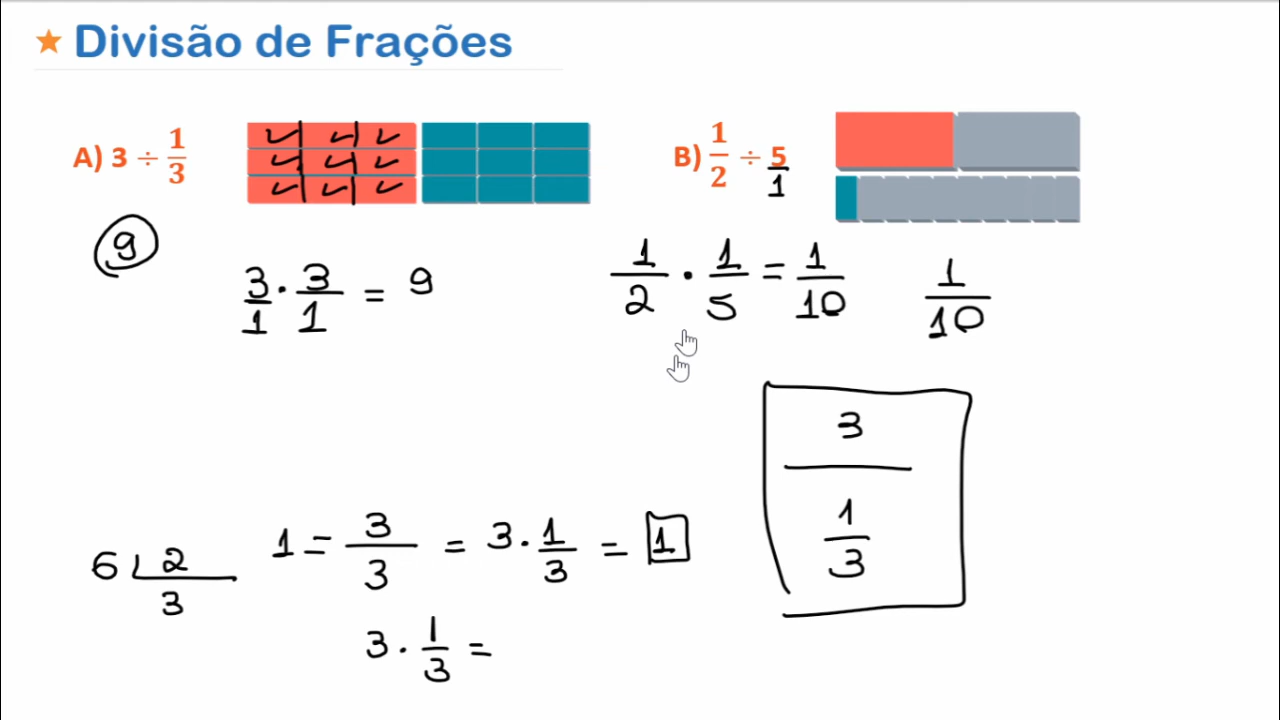 Divisão de Frações
A) 3 ÷ 1/3
B) 1/2 ÷ 5/1
9
3/1 · 3/1 = 9
1/2 · 1/5 = 1/10
1/10
3
1/3
6 2
3
1 = 3/3 = 3 · 1/3 = 1
3 · 1/3 =